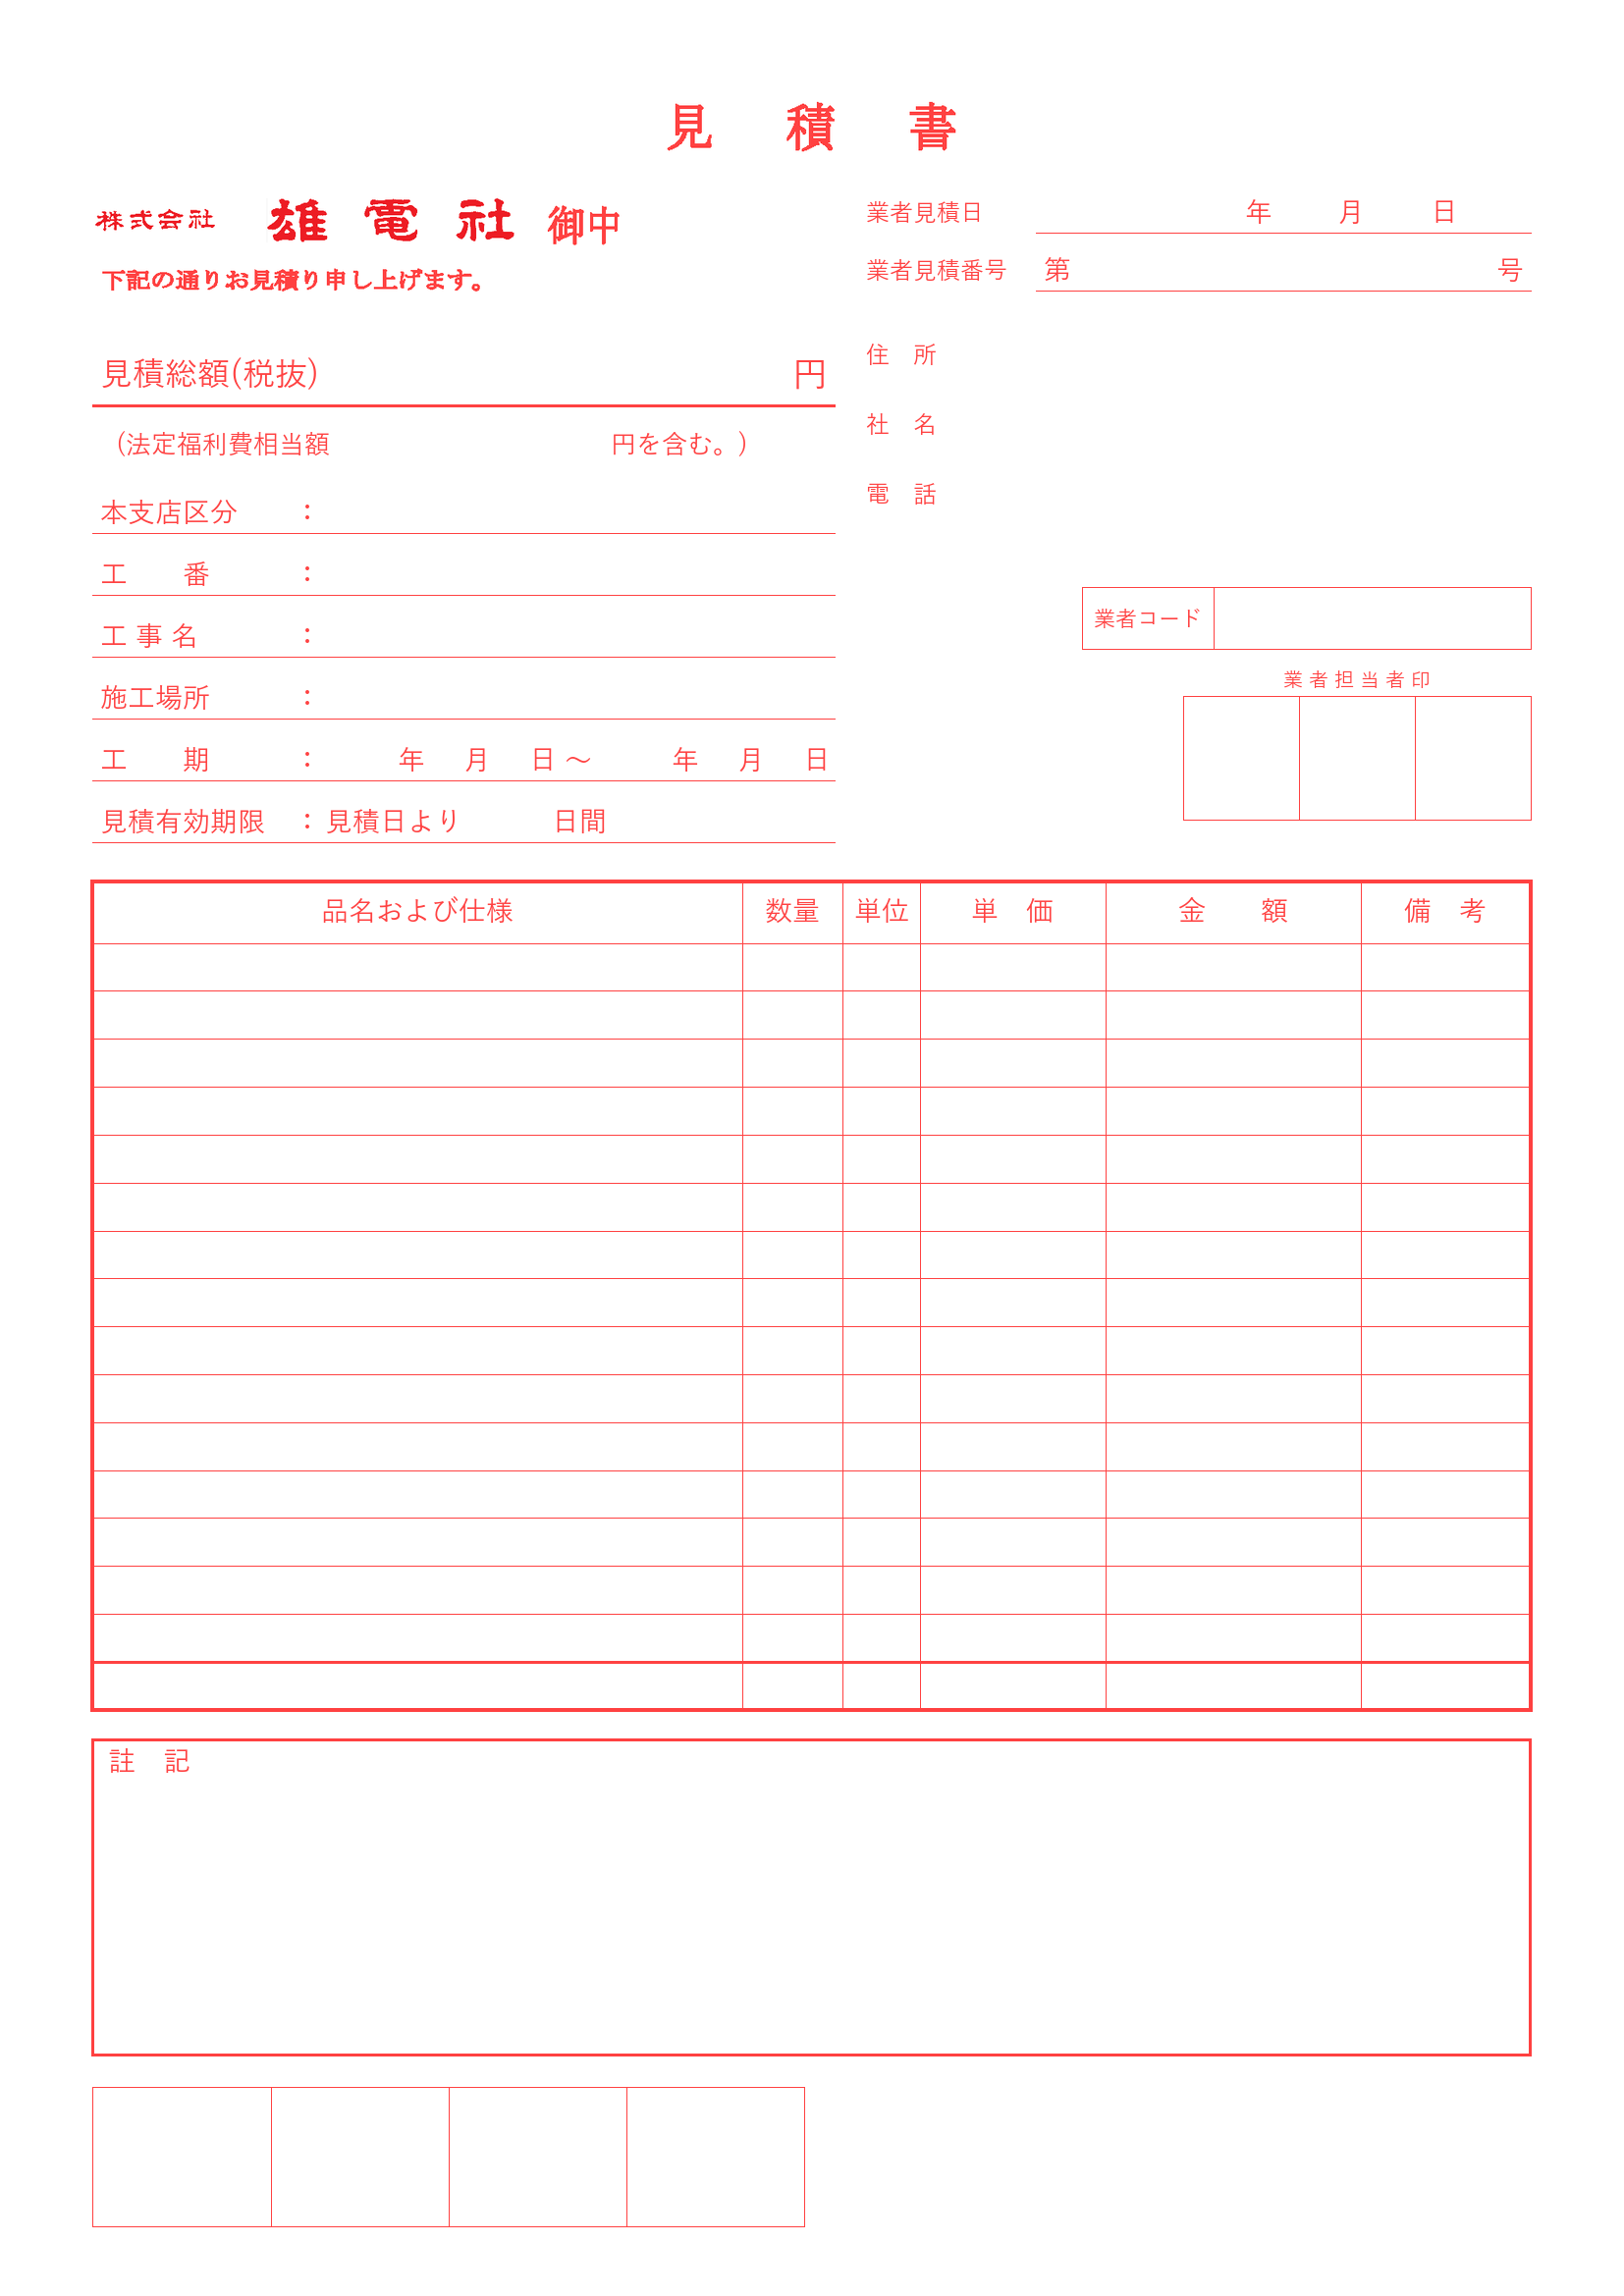 見 積 書
株式会社 雄電社 御中
下記の通りお見積り申し上げます。
見積総額(税抜) 円
（法定福利費相当額 円を含む。）
本支店区分 ：
工 番 ：
工 事 名 ：
施工場所 ：
工 期 ： 年 月 日 ～ 年 月 日
見積有効期限 ： 見積日より 日間
業者見積日 年 月 日
業者見積番号 第 号
住 所
社 名
電 話
業者コード
業者担当者印
品名および仕様 数量 単位 単 価 金 額 備 考
註 記